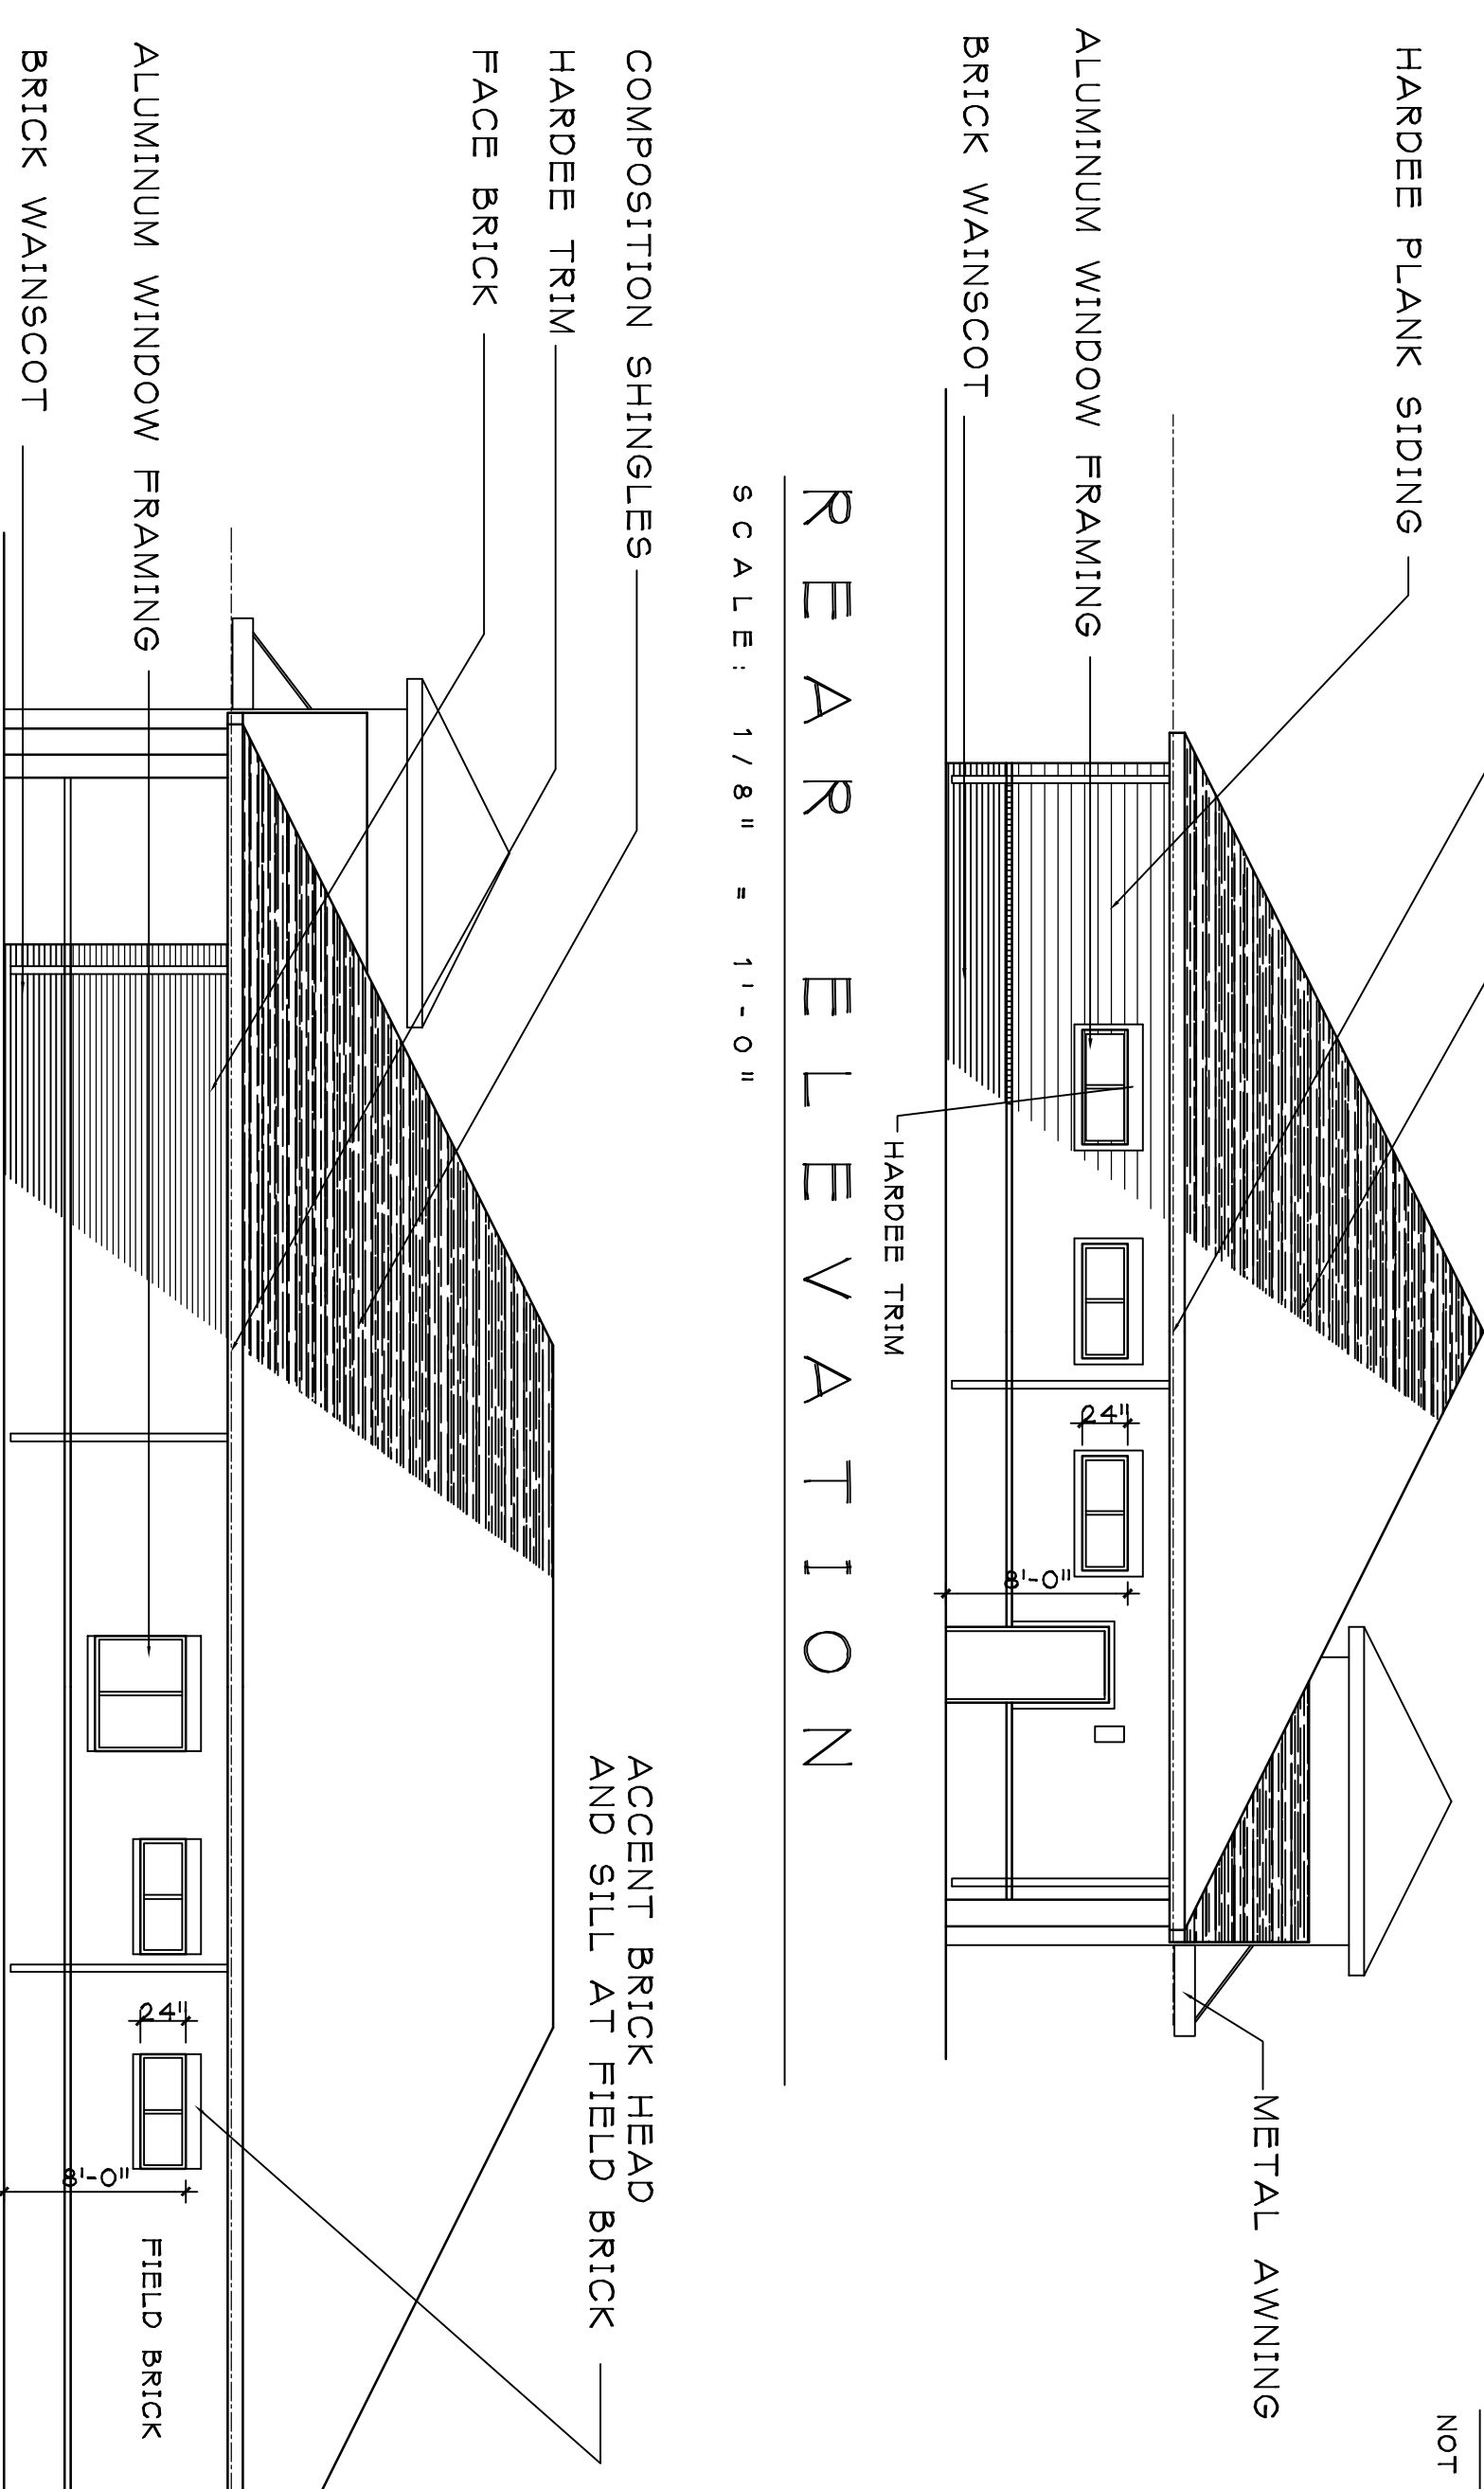 NOT
HARDEE PLANK SIDING
METAL AWNING
ALUMINUM WINDOW FRAMING
24"
8'-0"
BRICK WAINSCOT
HARDEE TRIM
REAR ELEVATION
SCALE: 1/8" = 1'-0"
COMPOSITION SHINGLES
ACCENT BRICK HEAD
AND SILL AT FIELD BRICK
HARDEE TRIM
FACE BRICK
ALUMINUM WINDOW FRAMING
24"
8'-0"
FIELD BRICK
BRICK WAINSCOT